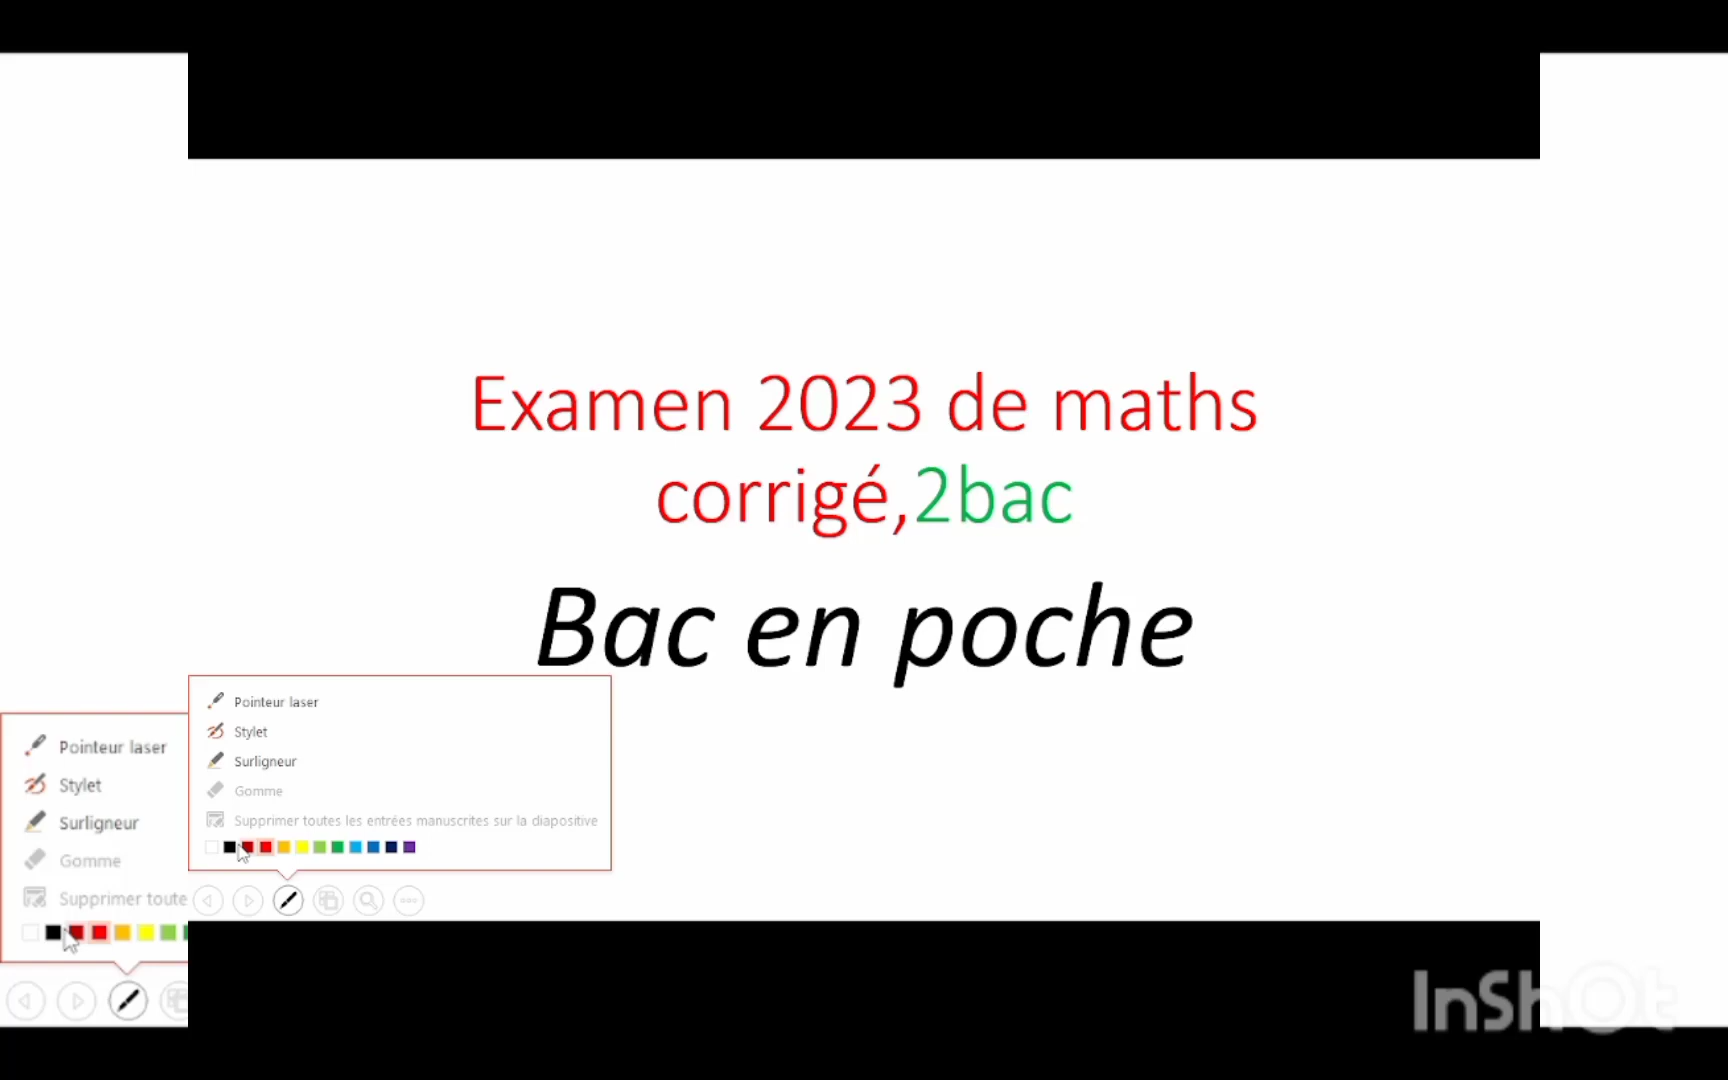 Examen 2023 de maths
corrigé,2bac
Bac en poche
Pointeur laser
Stylet
Surligneur
Gomme
Supprimer toutes les entrées manuscrites sur la diapositive
Pointeur laser
Stylet
Surligneur
Gomme
Supprimer toute
InShOt